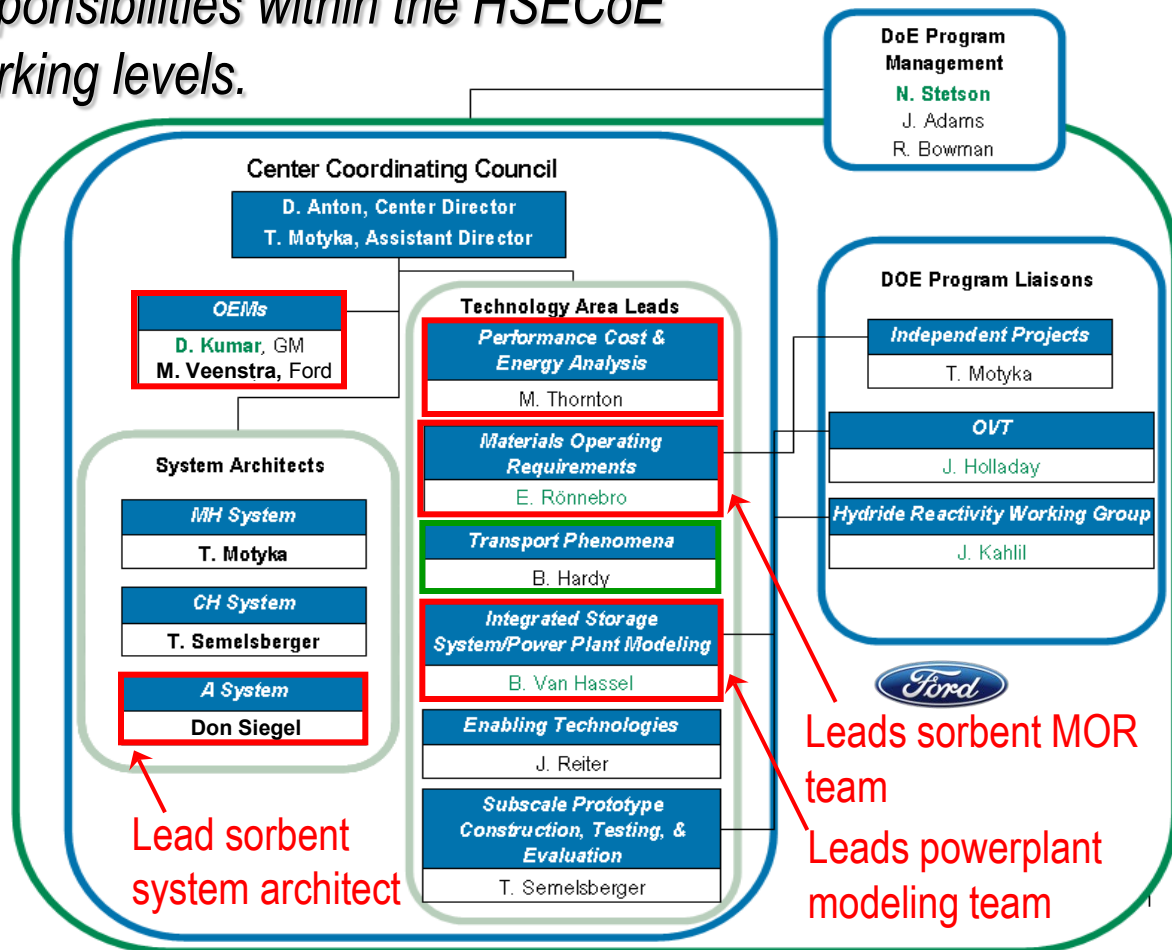 ponsibilities within the HSECoE
rking levels.
DoE Program
Management
N. Stetson
J. Adams
R. Bowman
Center Coordinating Council
D. Anton, Center Director
T. Motyka, Assistant Director
OEMs
D. Kumar, GM
M. Veenstra, Ford
System Architects
MH System
T. Motyka
CH System
T. Semelsberger
A System
Don Siegel
Lead sorbent
system architect
Technology Area Leads
Performance Cost &
Energy Analysis
M. Thornton
Materials Operating
Requirements
E. Rönnebro
Transport Phenomena
B. Hardy
Integrated Storage
System/Power Plant Modeling
B. Van Hassel
Enabling Technologies
J. Reiter
Subscale Prototype
Construction, Testing, &
Evaluation
T. Semelsberger
DOE Program Liaisons
Independent Projects
T. Motyka
OVT
J. Holladay
Hydride Reactivity Working Group
J. Kahlil
Ford
Leads sorbent MOR
team
Leads powerplant
modeling team